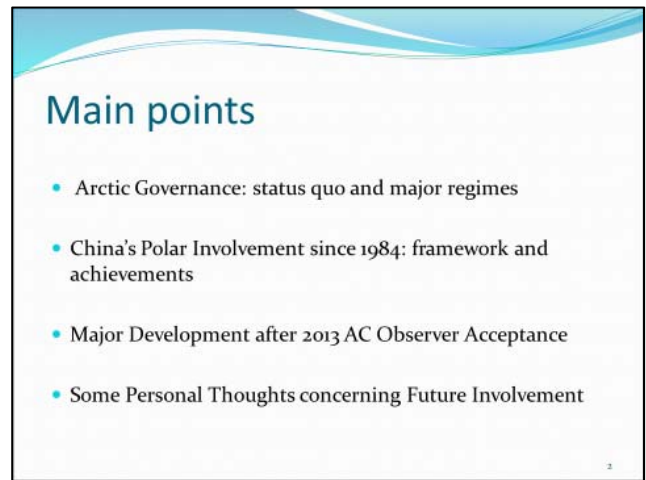 Main points
• Arctic Governance: status quo and major regimes
• China's Polar Involvement since 1984: framework and
achievements
• Major Development after 2013 AC Observer Acceptance
• Some Personal Thoughts concerning Future Involvement
2